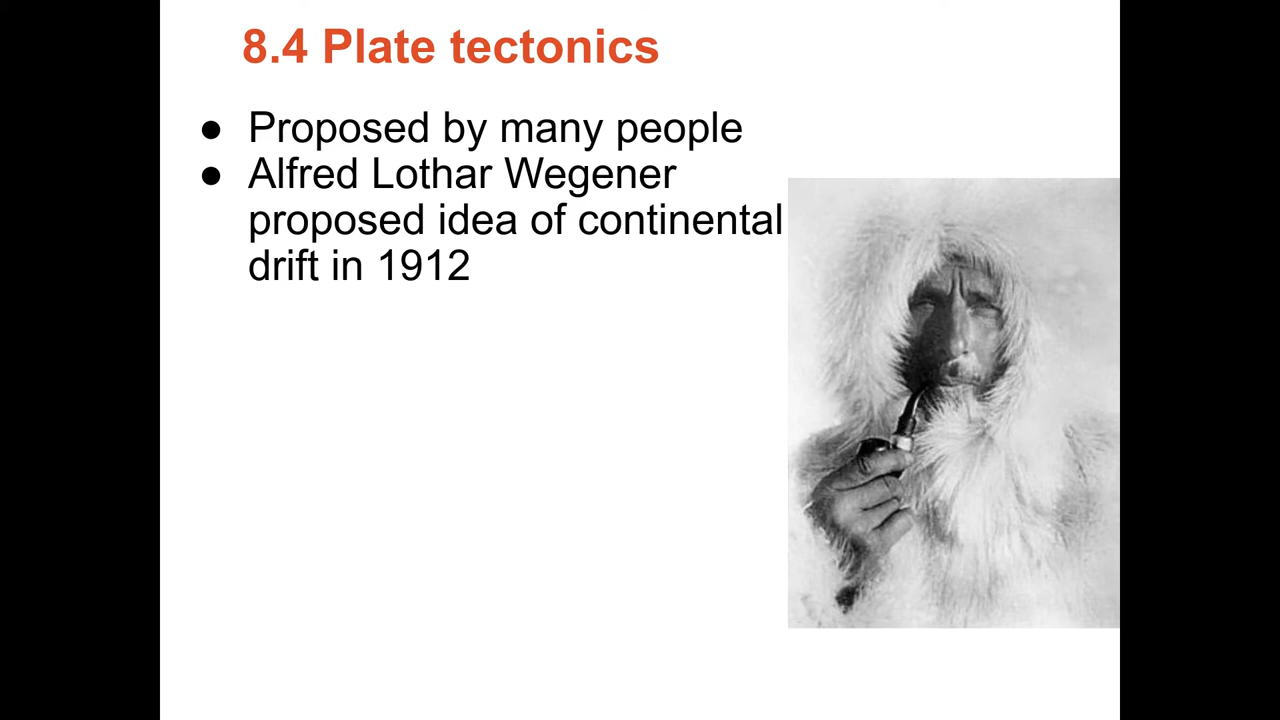 8.4 Plate tectonics
● Proposed by many people
● Alfred Lothar Wegener
proposed idea of continental
drift in 1912